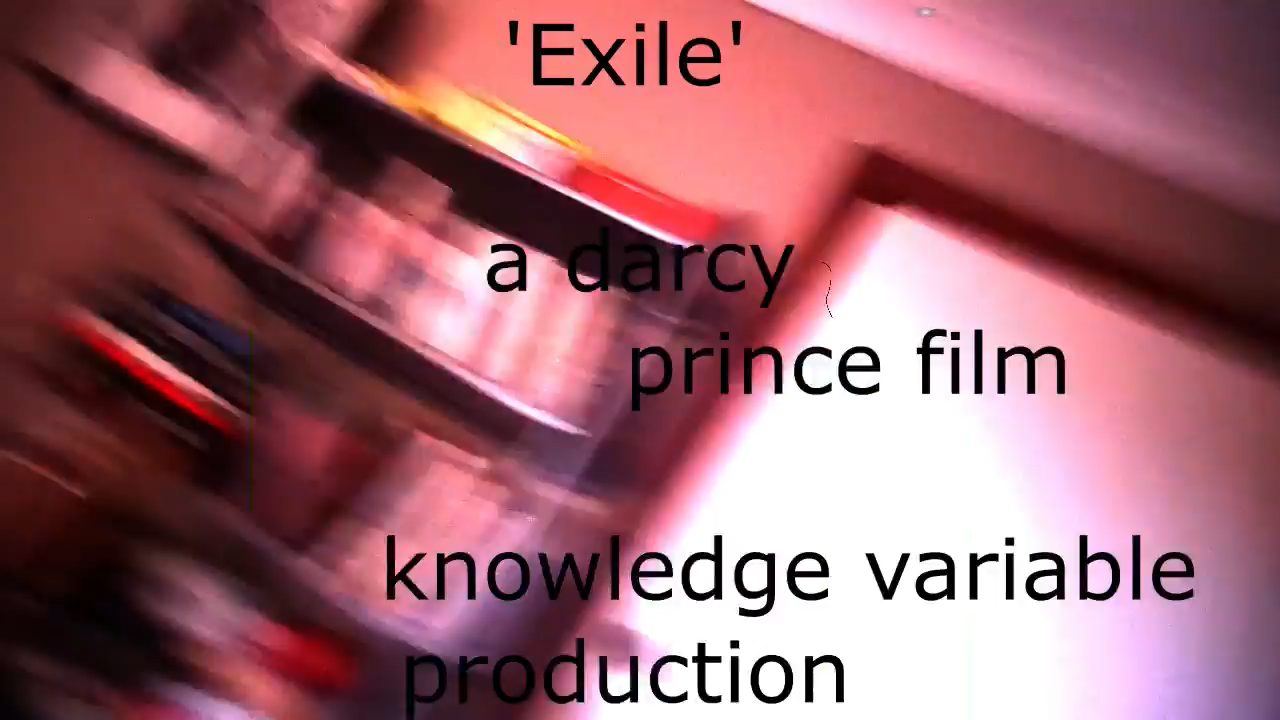 'Exile'
a darcy
prince film
knowledge variable
production